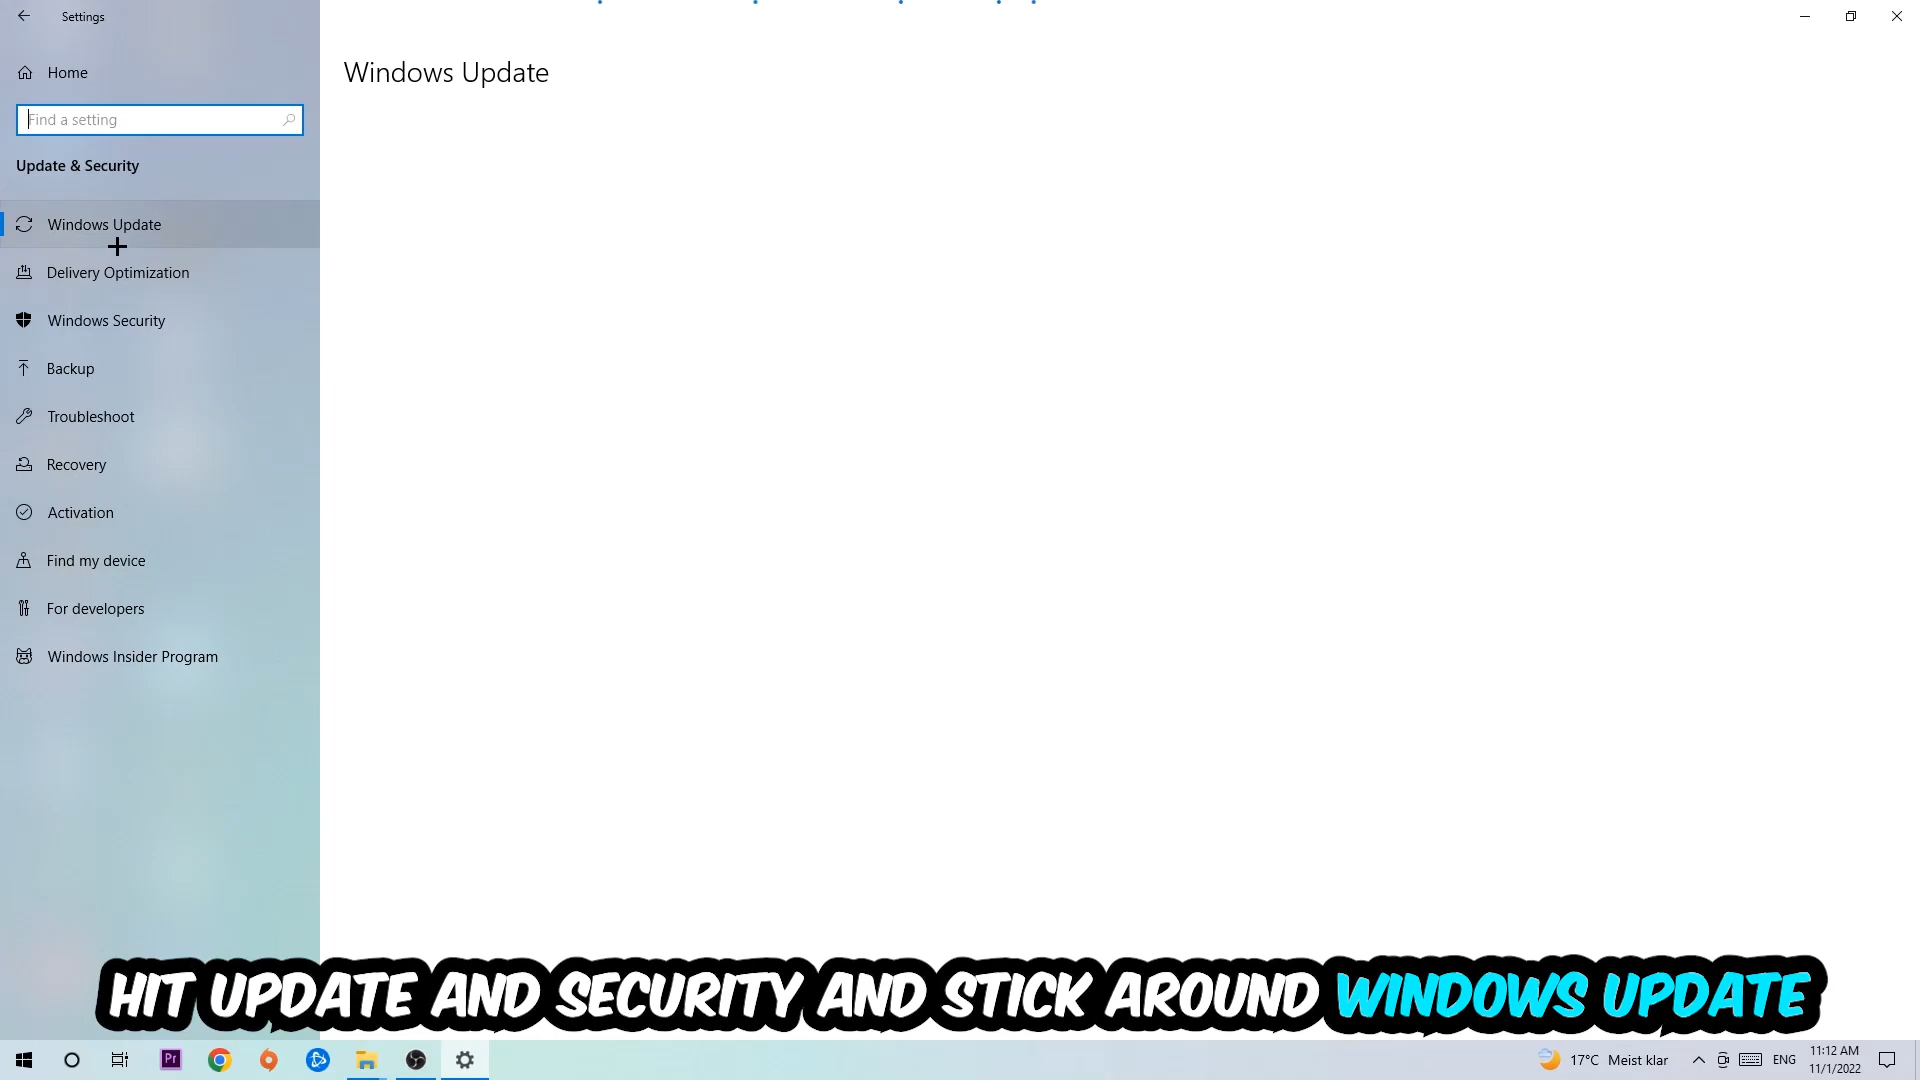 Settings
Home
Find a setting
Update & Security
Windows Update
Delivery Optimization
Windows Security
Backup
Troubleshoot
Recovery
Activation
Find my device
For developers
Windows Insider Program
Windows Update
HIT UPDATE AND SECURITY AND STICK AROUND WINDOWS UPDATE
Pr
17°C Meist klar
ENG
11:12 AM
11/1/2022